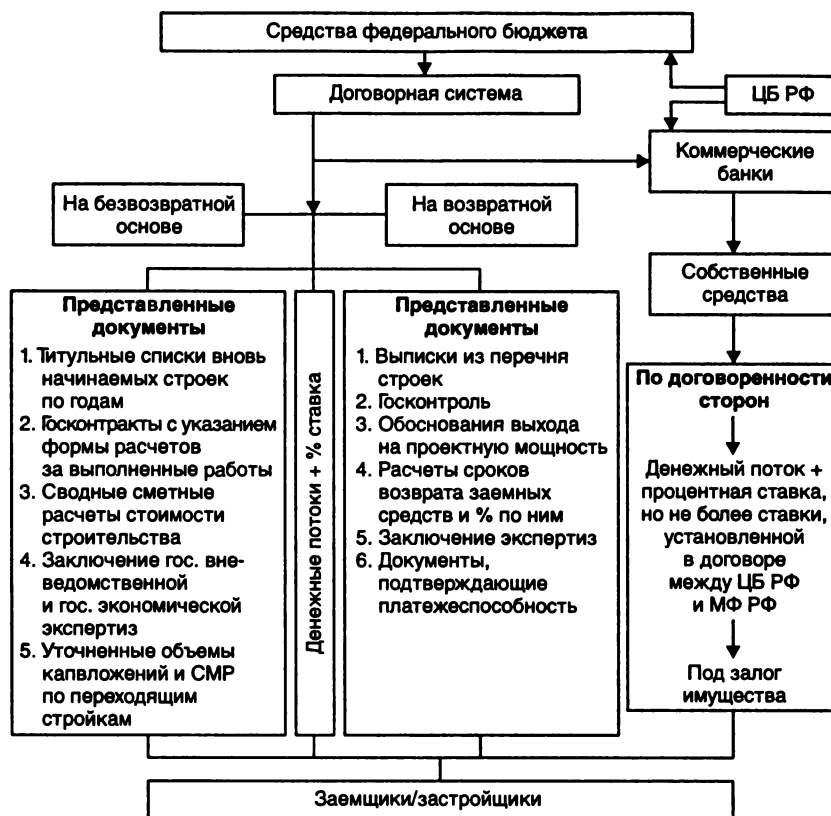 Средства федерального бюджета
Договорная система
ЦБ РФ
Коммерческие
банки
На безвозвратной
основе
На возвратной
основе
Собственные
средства
Представленные
документы
1. Титульные списки вновь
начинаемых строек
по годам
2. Госконтракты с указанием
формы расчетов
за выполненные работы
3. Сводные сметные
расчеты стоимости
строительства
4. Заключение гос. вне-
ведомственной
и гос. экономической
экспертиз
5. Уточненные объемы
капвложений и СМР
по переходящим
стройкам
Денежные потоки + % ставка
Представленные
документы
1. Выписки из перечня
строек
2. Госконтроль
3. Обоснования выхода
на проектную мощность
4. Расчеты сроков
возврата заемных
средств и % по ним
5. Заключение экспертиз
6. Документы,
подтверждающие
платежеспособность
По договоренности
сторон
Денежный поток +
процентная ставка,
но не более ставки,
установленной
в договоре
между ЦБ РФ
и МФ РФ
Под залог
имущества
Заемщики/застройщики